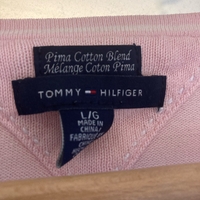 Pima Cotton Blend
Mélange Coton Pima
TOMMY HILFIGER
L/G
MADE IN
CHINA/